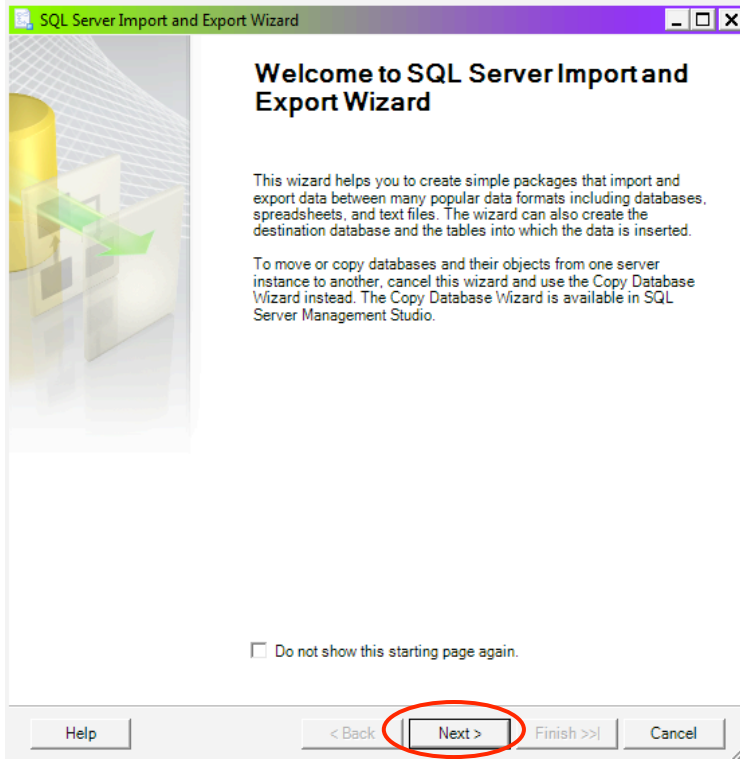 SQL Server Import and Export Wizard
Welcome to SQL Server Import and
Export Wizard
This wizard helps you to create simple packages that import and
export data between many popular data formats including databases,
spreadsheets, and text files. The wizard can also create the
destination database and the tables into which the data is inserted.
To move or copy databases and their objects from one server
instance to another, cancel this wizard and use the Copy Database
Wizard instead. The Copy Database Wizard is available in SQL
Server Management Studio.
Do not show this starting page again.
Help
< Back
Next >
Finish >>|
Cancel